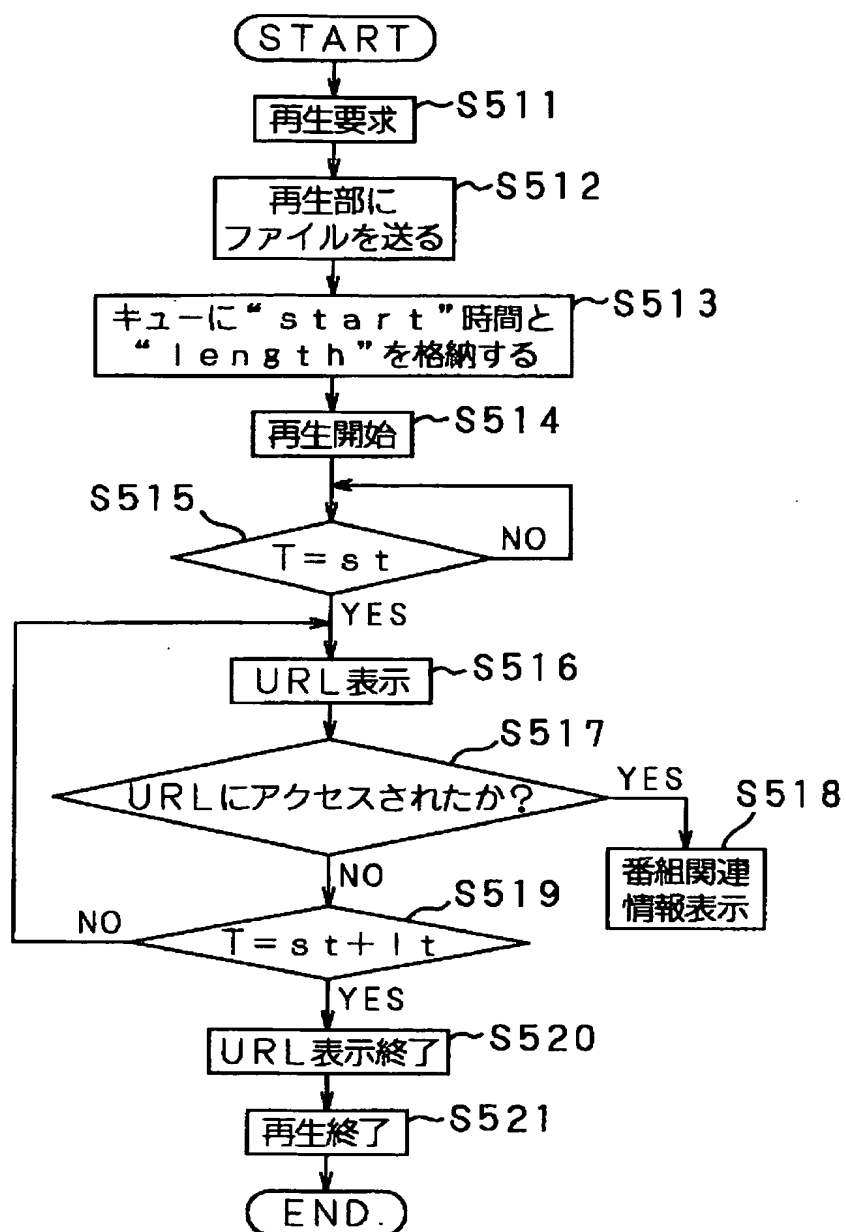 START
再生要求
S511
再生部に
ファイルを送る
S512
キューに“start”時間と
“length”を格納する
S513
再生開始
S514
S515
T=st
NO
YES
URL表示
S516
S517
URLにアクセスされたか?
YES
S518
番組関連
情報表示
NO
S519
NO
T=st+lt
YES
URL表示終了
S520
再生終了
S521
END.